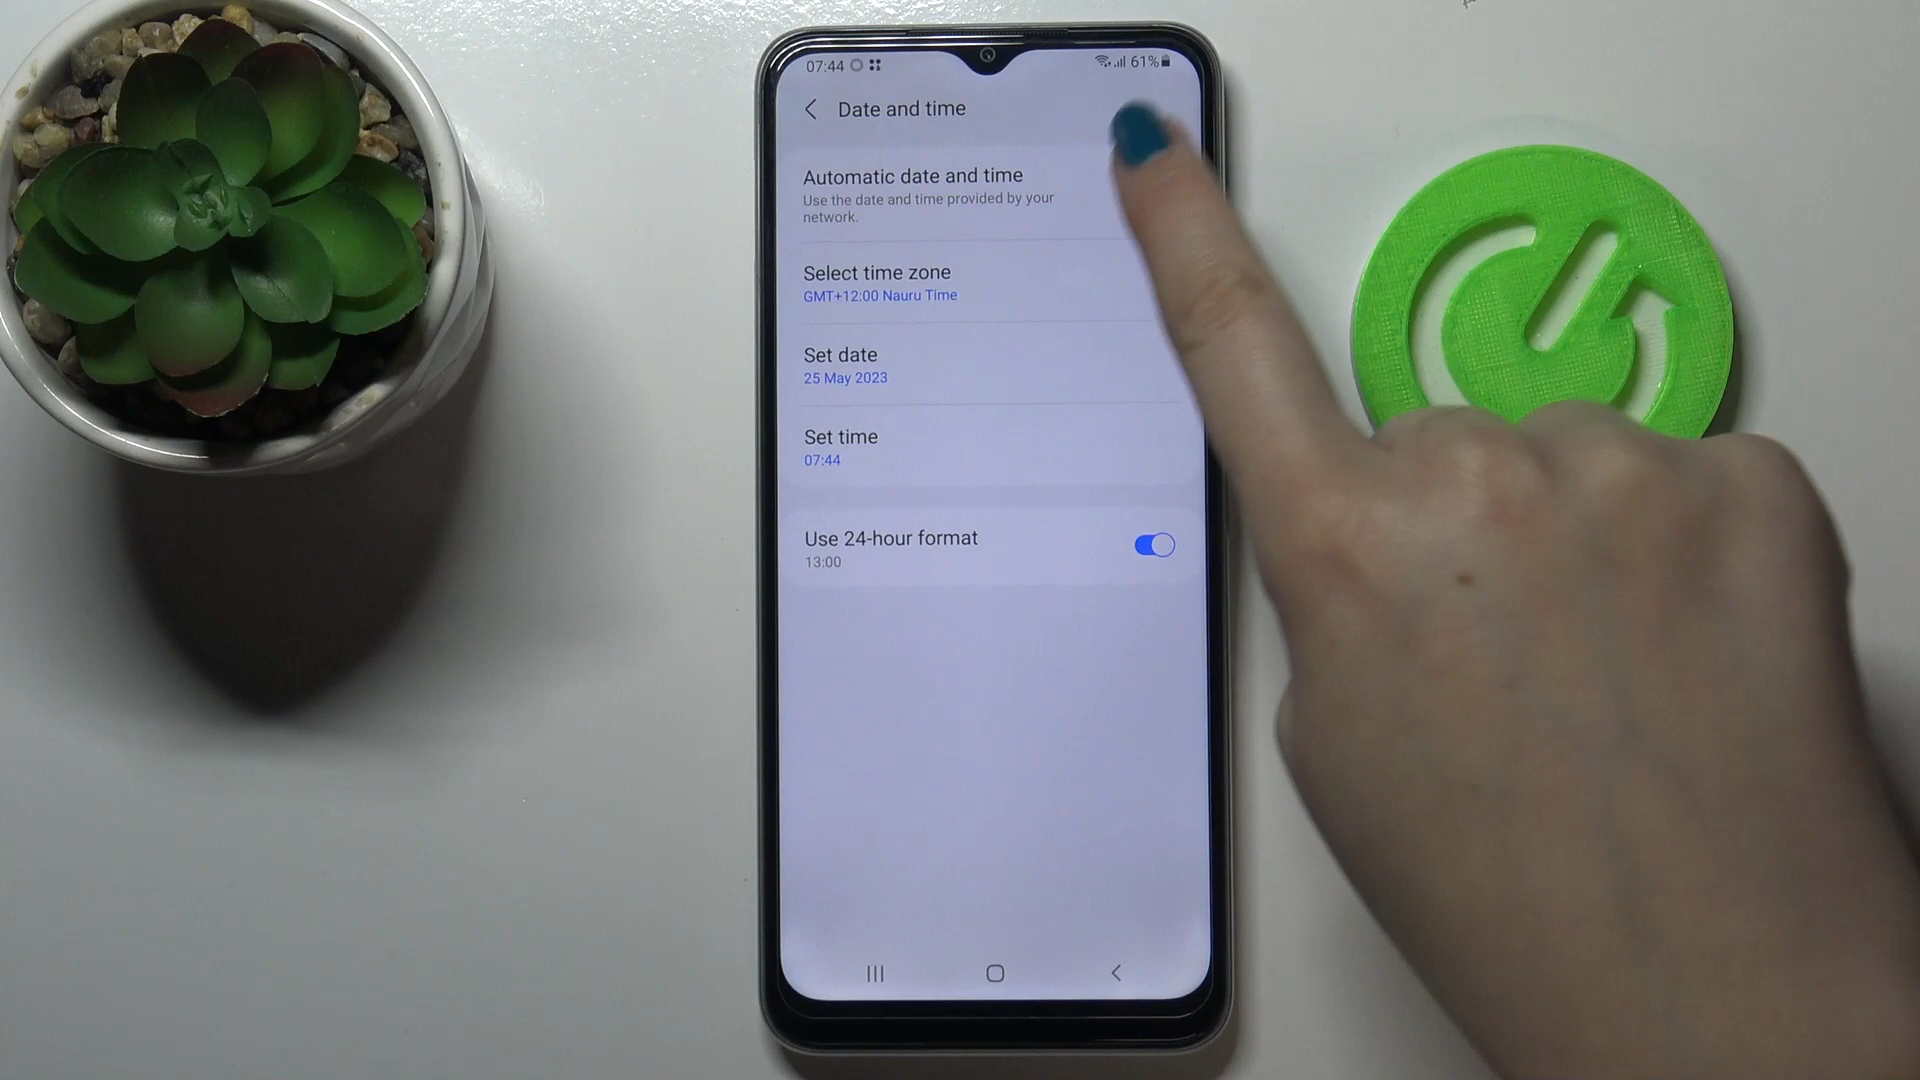 07:44 61%
Date and time
Automatic date and time
Use the date and time provided by your
network.
Select time zone
GMT+12:00 Nauru Time
Set date
25 May 2023
Set time
07:44
Use 24-hour format
13:00